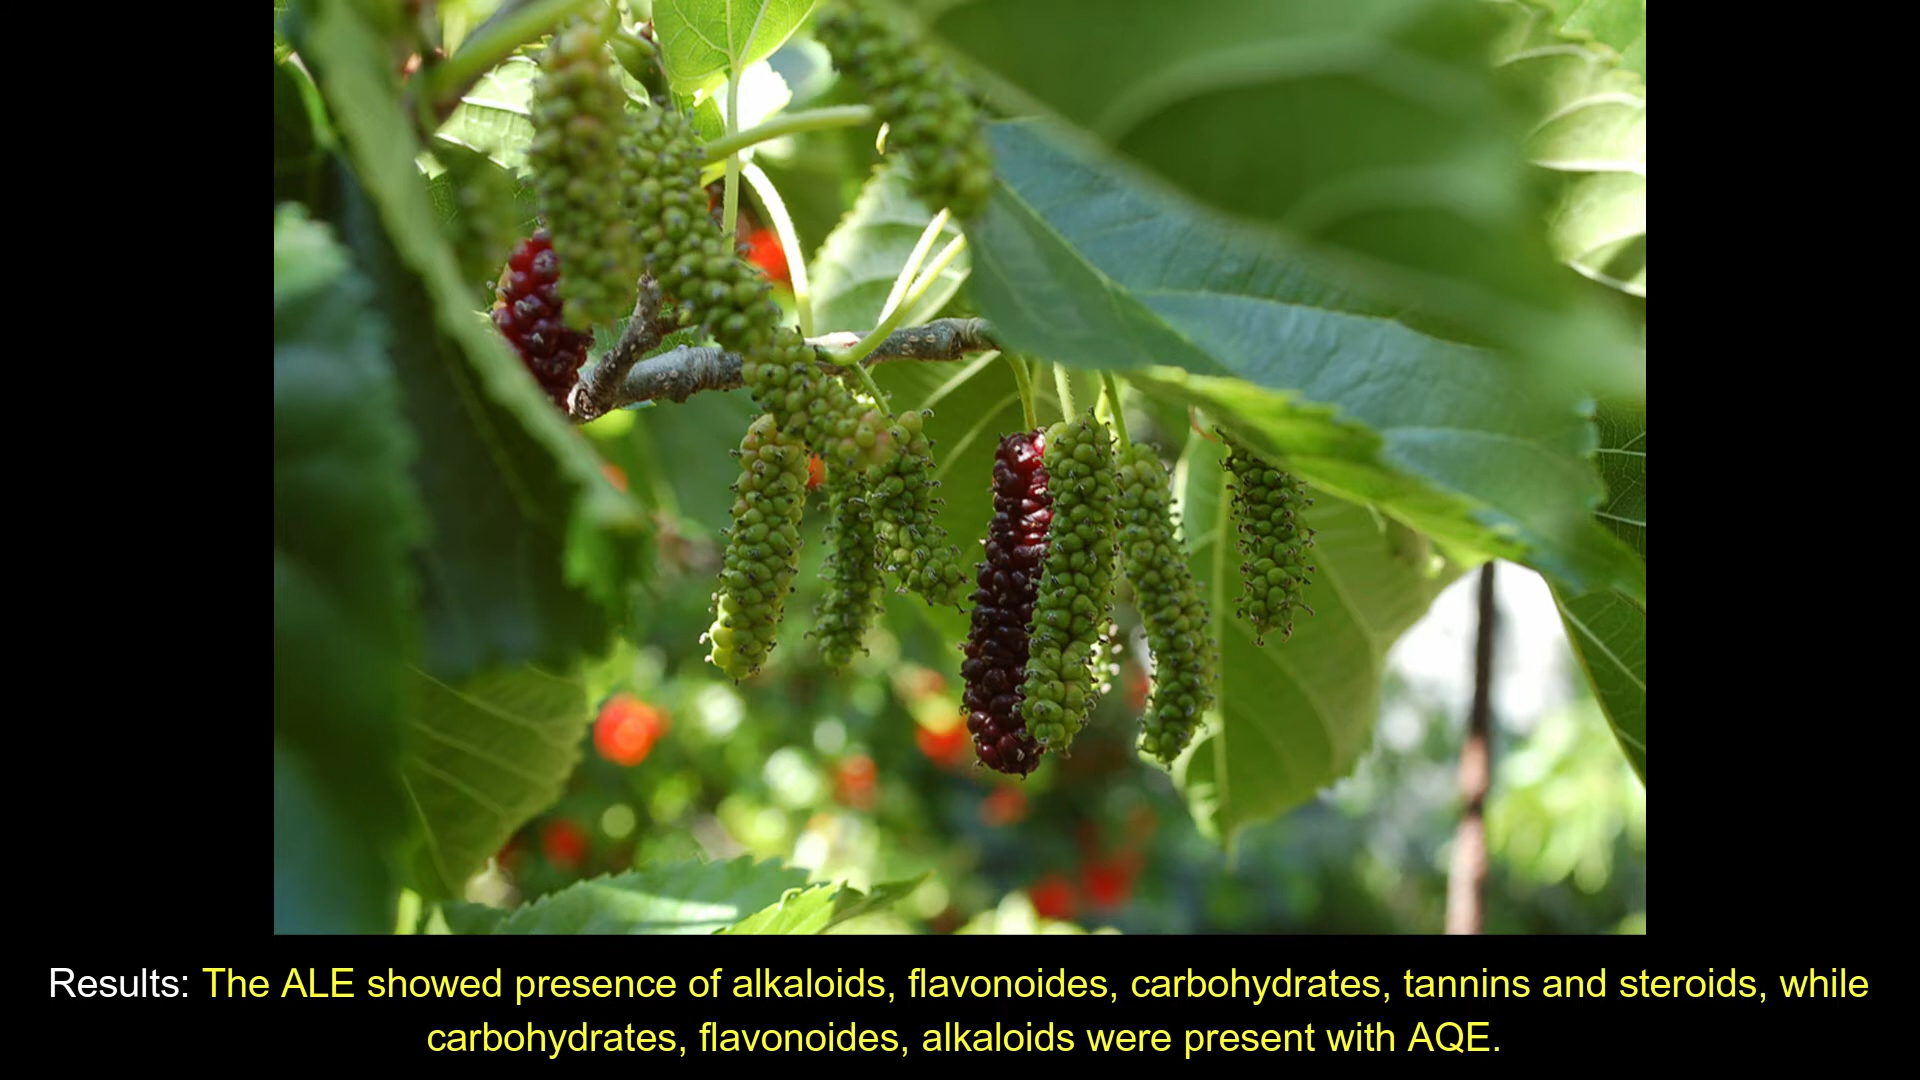 Results: The ALE showed presence of alkaloids, flavonoides, carbohydrates, tannins and steroids, while
carbohydrates, flavonoides, alkaloids were present with AQE.